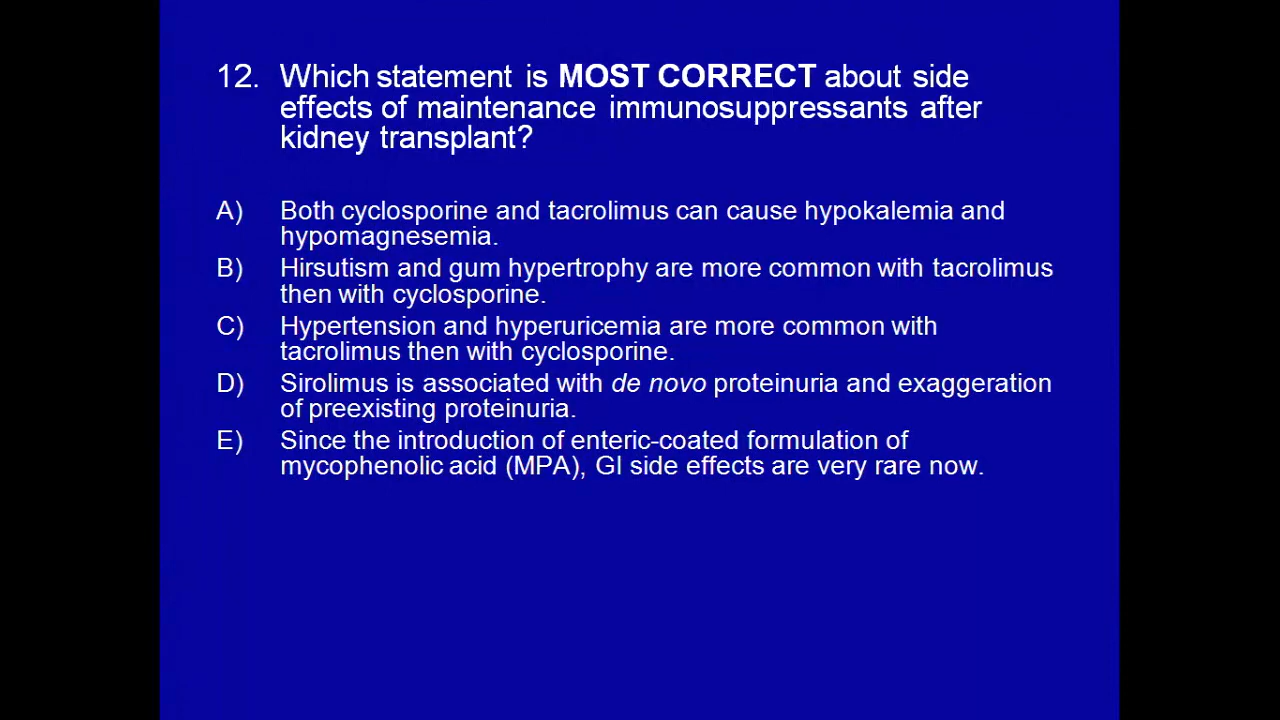 12. Which statement is MOST CORRECT about side
effects of maintenance immunosuppressants after
kidney transplant?
A) Both cyclosporine and tacrolimus can cause hypokalemia and
hypomagnesemia.
B) Hirsutism and gum hypertrophy are more common with tacrolimus
then with cyclosporine.
C) Hypertension and hyperuricemia are more common with
tacrolimus then with cyclosporine.
D) Sirolimus is associated with de novo proteinuria and exaggeration
of preexisting proteinuria.
E) Since the introduction of enteric-coated formulation of
mycophenolic acid (MPA), GI side effects are very rare now.